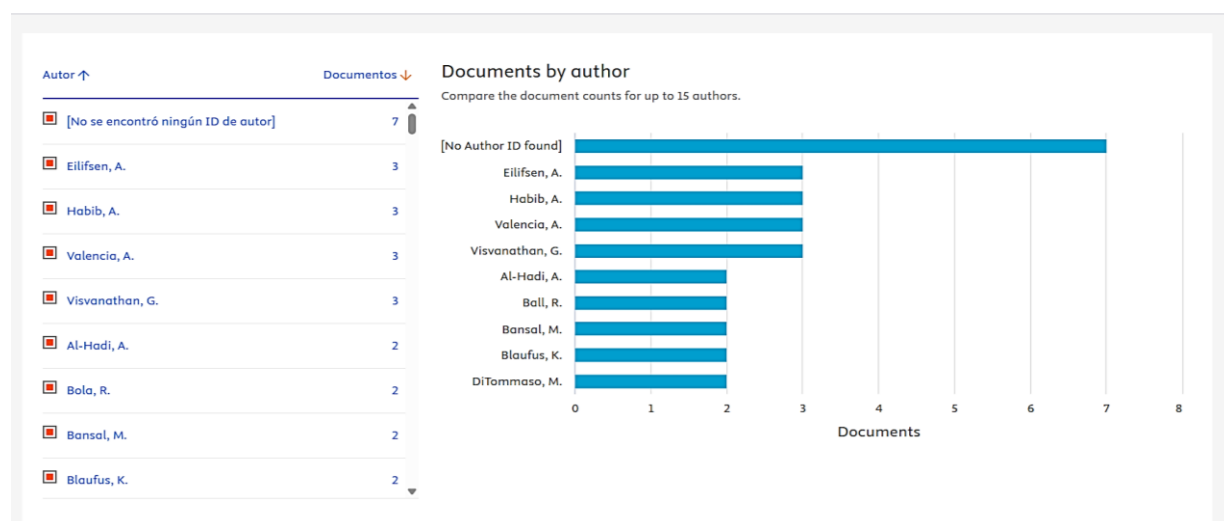 Autor ↑ Documentos ↓
[No se encontró ningún ID de autor] 7
Eilifsen, A. 3
Habib, A. 3
Valencia, A. 3
Visvanathan, G. 3
Al-Hadi, A. 2
Bola, R. 2
Bansal, M. 2
Blaufus, K. 2
Documents by author
Compare the document counts for up to 15 authors.
[No Author ID found]
Eilifsen, A.
Habib, A.
Valencia, A.
Visvanathan, G.
Al-Hadi, A.
Ball, R.
Bansal, M.
Blaufus, K.
DiTommaso, M.
0 1 2 3 4 5 6 7 8
Documents